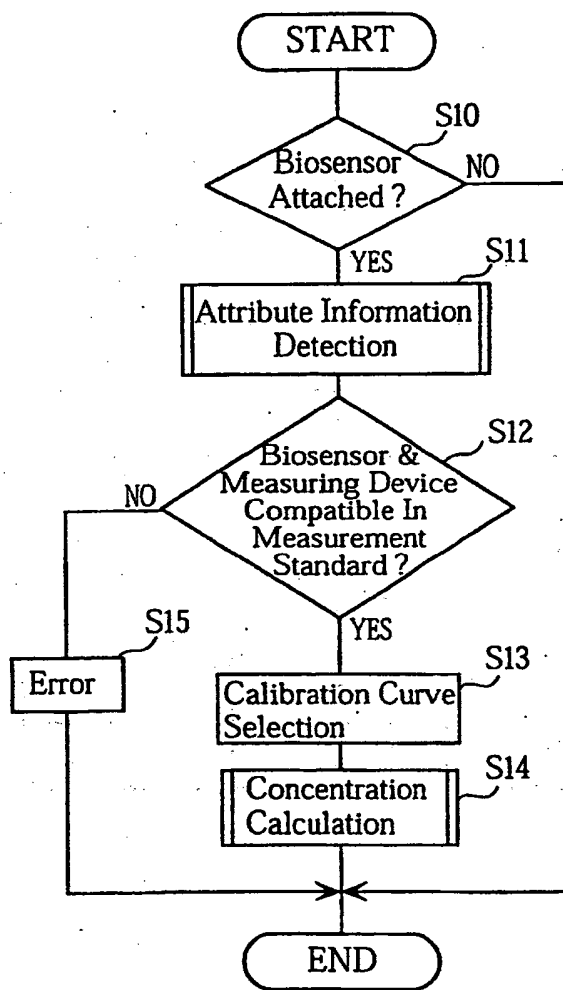 START
S10
Biosensor
Attached ?
NO
YES
S11
Attribute Information
Detection
S12
Biosensor &
Measuring Device
Compatible In
Measurement
Standard ?
NO
YES
S15
Error
S13
Calibration Curve
Selection
S14
Concentration
Calculation
END